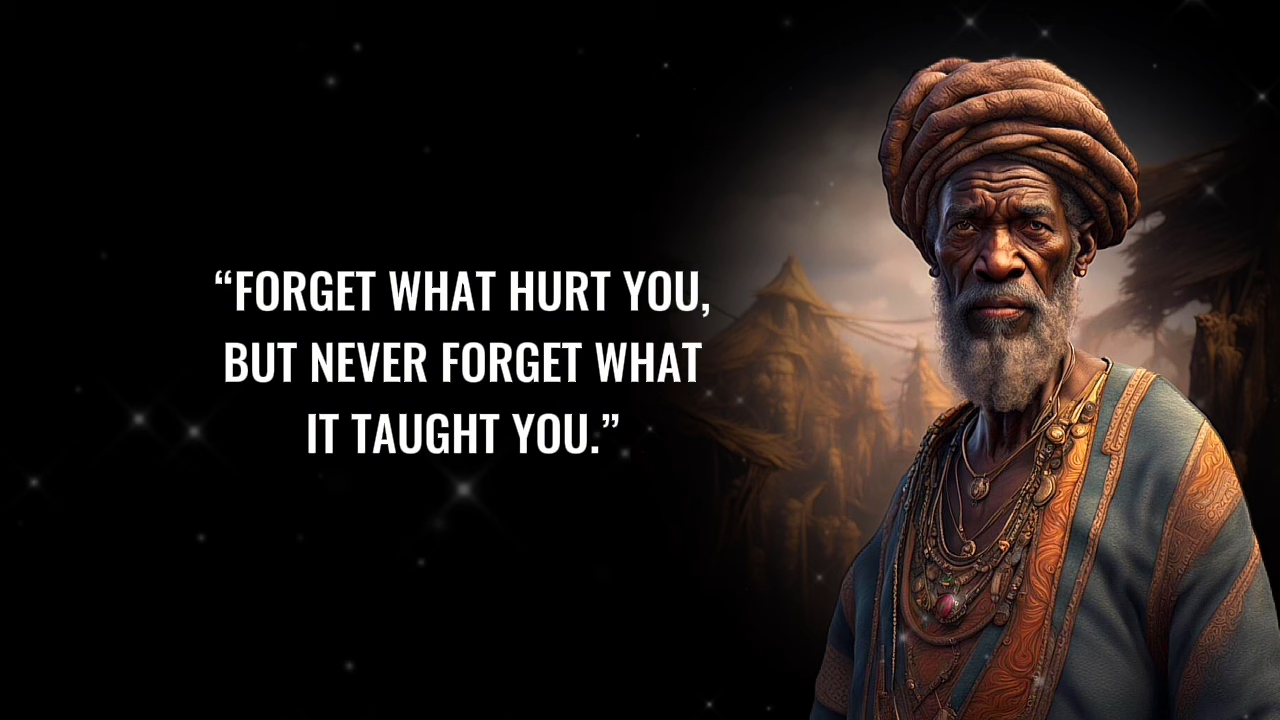 “FORGET WHAT HURT YOU,
BUT NEVER FORGET WHAT
IT TAUGHT YOU.”